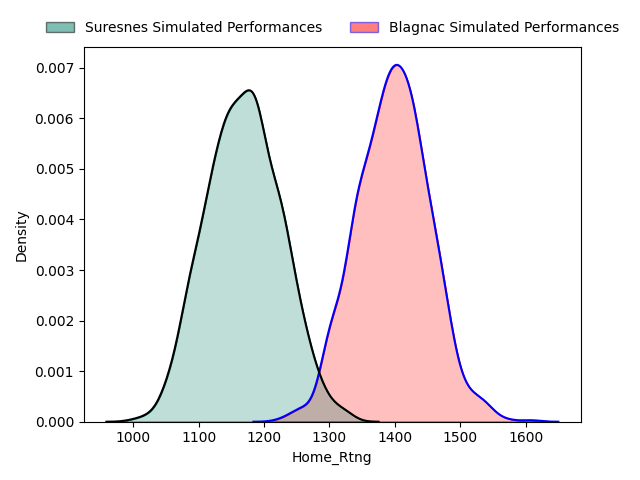 Suresnes Simulated Performances Blagnac Simulated Performances
0.007
0.006
0.005
0.004
0.003
0.002
0.001
0.000
Density
1000 1100 1200 1300 1400 1500 1600
Home_Rtng